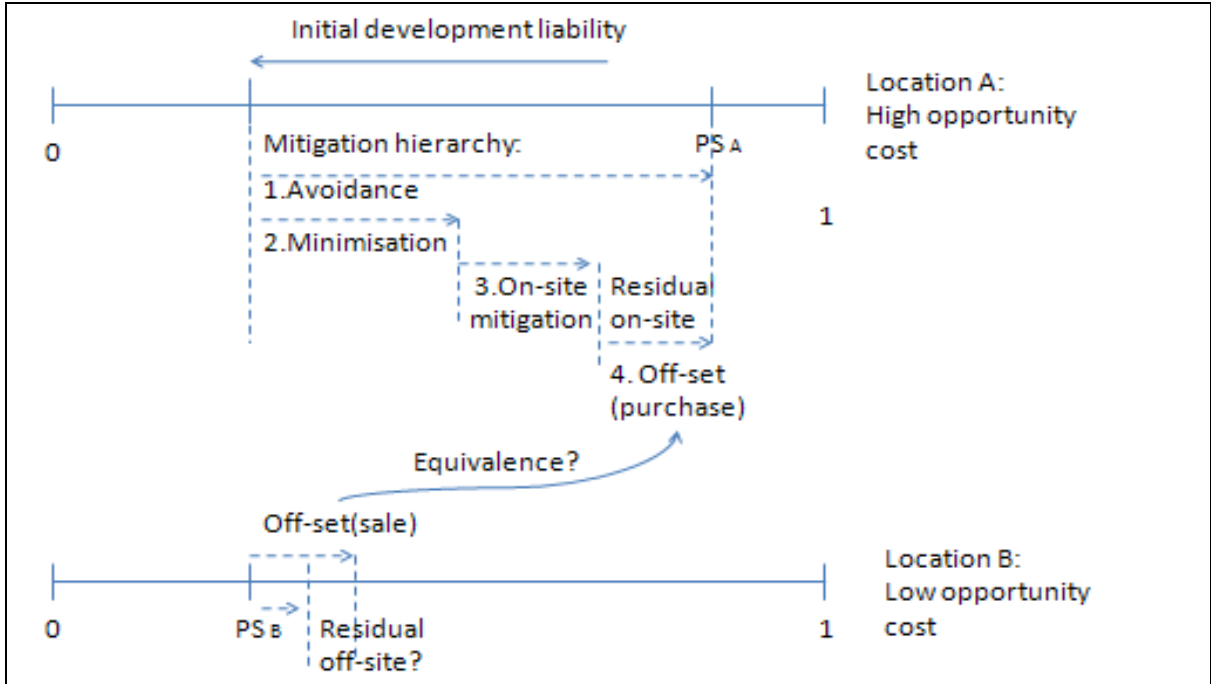 Initial development liability
Location A:
High opportunity
cost
0
Mitigation hierarchy:
PS A
1.Avoidance
1
2.Minimisation
3.On-site
mitigation
Residual
on-site
4. Off-set
(purchase)
Equivalence?
Off-set(sale)
Location B:
Low opportunity
cost
0
PS B
Residual
off-site?
1